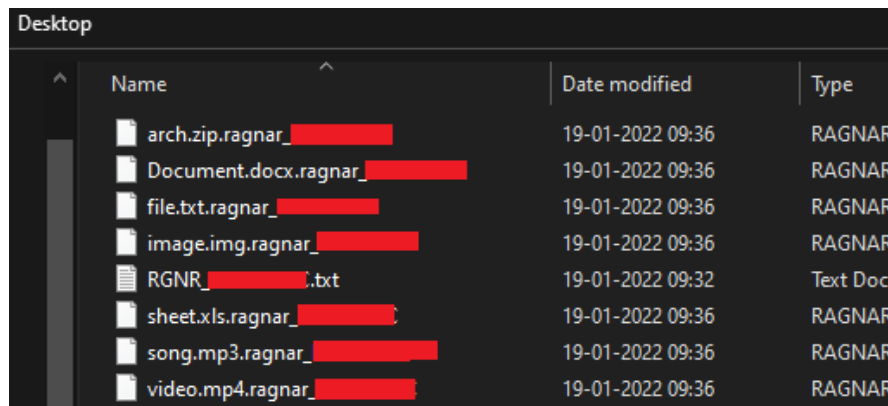 Desktop
Name Date modified Type
arch.zip.ragnar_ 19-01-2022 09:36 RAGNAR
Document.docx.ragnar_ 19-01-2022 09:36 RAGNAR
file.txt.ragnar_ 19-01-2022 09:36 RAGNAR
image.img.ragnar_ 19-01-2022 09:36 RAGNAR
RGNR_ .txt 19-01-2022 09:32 Text Doc
sheet.xls.ragnar_ 19-01-2022 09:36 RAGNAR
song.mp3.ragnar_ 19-01-2022 09:36 RAGNAR
video.mp4.ragnar_ 19-01-2022 09:36 RAGNAR